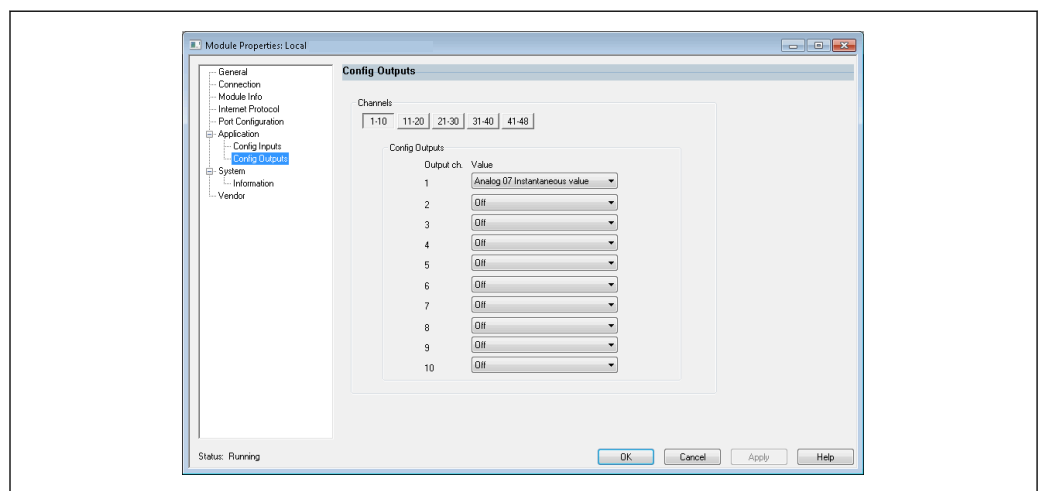 Module Properties: Local
General
Connection
Module Info
Internet Protocol
Port Configuration
Application
Config Inputs
Config Outputs
System
Information
Vendor
Config Outputs
Channels
1-10 11-20 21-30 31-40 41-48
Config Outputs
Output ch. Value
1 Analog 07 Instantaneous value
2 Off
3 Off
4 Off
5 Off
6 Off
7 Off
8 Off
9 Off
10 Off
Status: Running
OK Cancel Apply Help